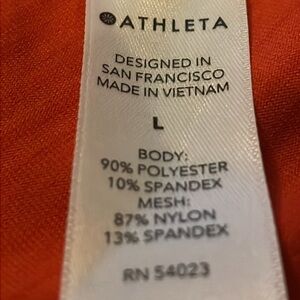 ATHLETA
DESIGNED IN
SAN FRANCISCO
MADE IN VIETNAM
L
BODY:
90% POLYESTER
10% SPANDEX
MESH:
87% NYLON
13% SPANDEX
RN 54023